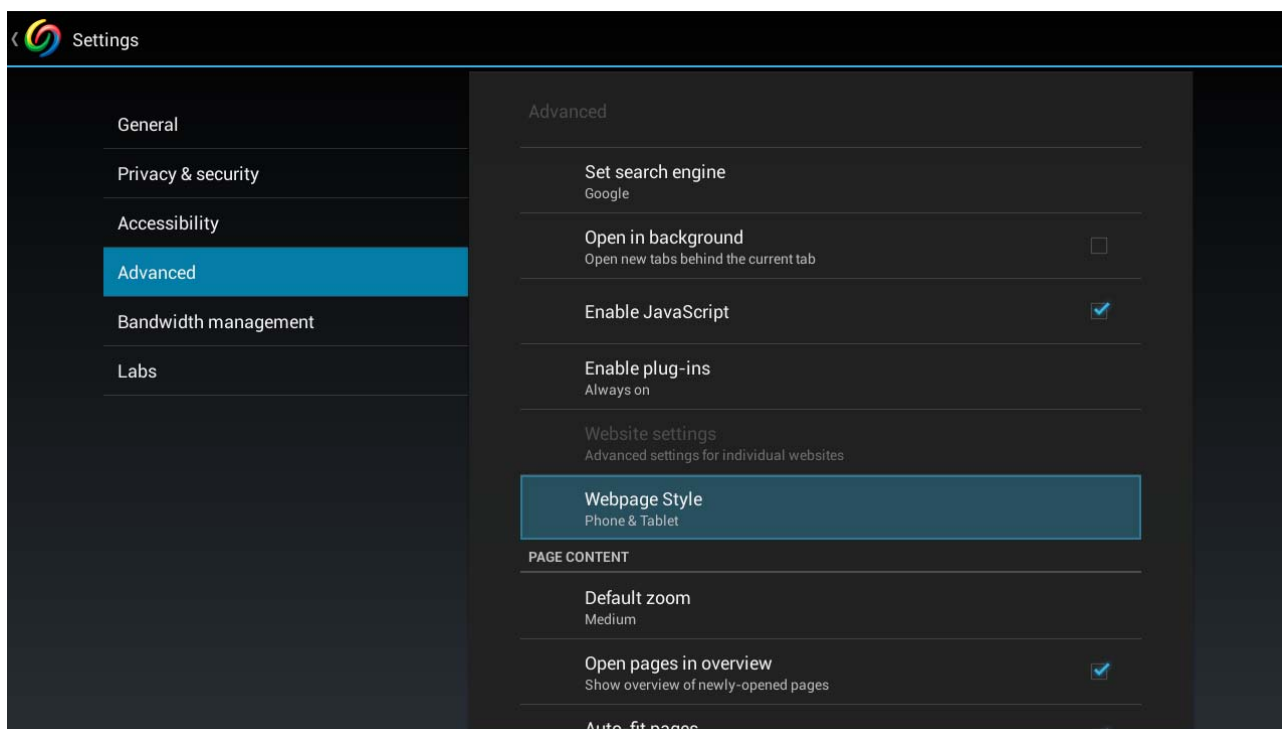 Settings
General
Privacy & security
Accessibility
Advanced
Bandwidth management
Labs
Advanced
Set search engine
Google
Open in background
Open new tabs behind the current tab
Enable JavaScript
Enable plug-ins
Always on
Website settings
Advanced settings for individual websites
Webpage Style
Phone & Tablet
PAGE CONTENT
Default zoom
Medium
Open pages in overview
Show overview of newly-opened pages
Auto-fit pages